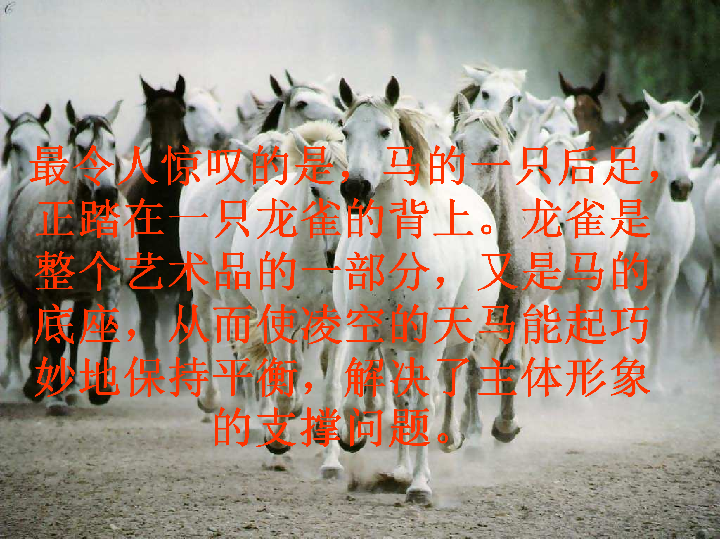 最令人惊叹的是，马的一只后足，
正踏在一只龙雀的背上。龙雀是
整个艺术品的一部分，又是马的
底座，从而使凌空的天马能起巧
妙地保持平衡，解决了主体形象
的支撑问题。